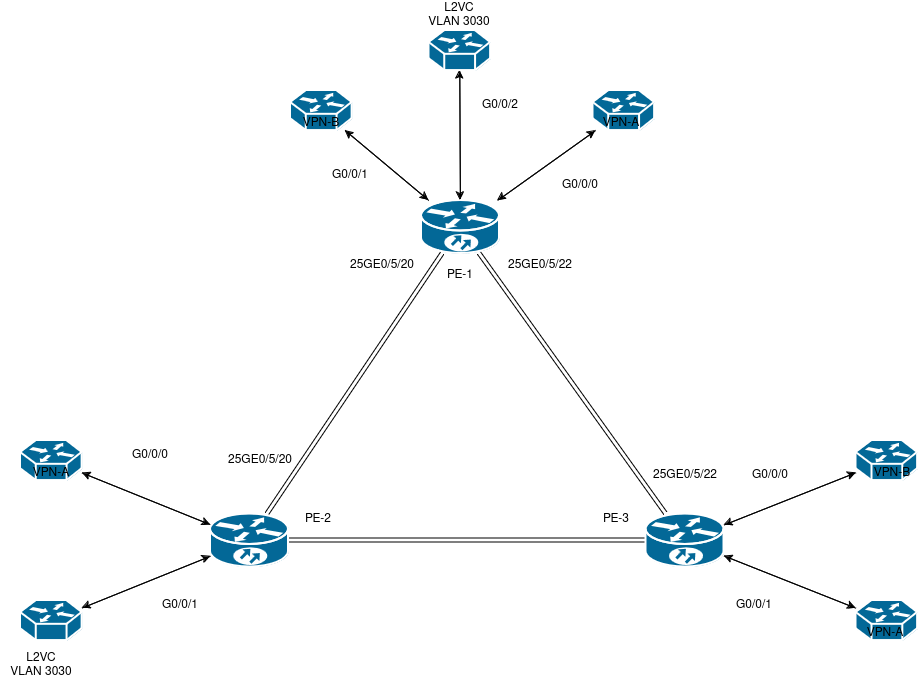 L2VC
VLAN 3030
G0/0/2
VPN-B
VPN-A
G0/0/1
G0/0/0
25GE0/5/20
25GE0/5/22
PE-1
G0/0/0
25GE0/5/20
25GE0/5/22
G0/0/0
VPN-A
VPN-B
PE-2
PE-3
G0/0/1
G0/0/1
VPN-A
L2VC
VLAN 3030